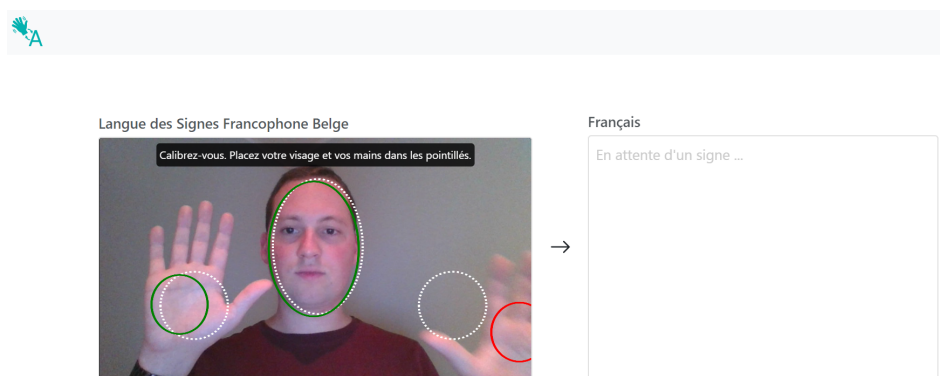 A
Langue des Signes Francophone Belge
Français
Calibrez-vous. Placez votre visage et vos mains dans les pointillés.
En attente d'un signe ...